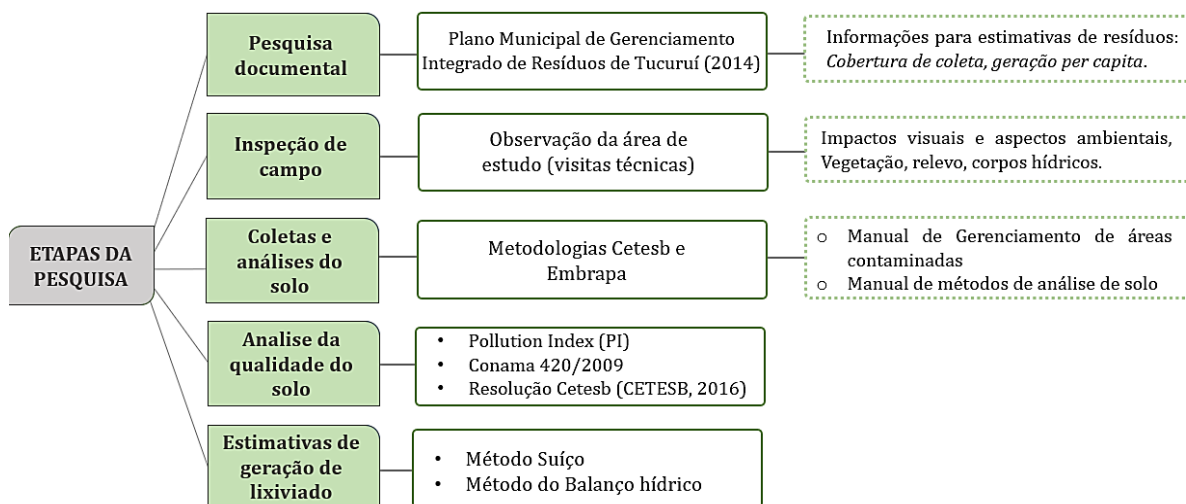 ETAPAS DA
PESQUISA
Pesquisa
documental
Plano Municipal de Gerenciamento
Integrado de Resíduos de Tucuruí (2014)
Informações para estimativas de resíduos:
Cobertura de coleta, geração per capita.
Inspeção de
campo
Observação da área de
estudo (visitas técnicas)
Impactos visuais e aspectos ambientais,
Vegetação, relevo, corpos hídricos.
Coletas e
análises do
solo
Metodologias Cetesb e
Embrapa
o Manual de Gerenciamento de áreas
contaminadas
o Manual de métodos de análise de solo
Analise da
qualidade do
solo
• Pollution Index (PI)
• Conama 420/2009
• Resolução Cetesb (CETESB, 2016)
Estimativas de
geração de
lixiviado
• Método Suíço
• Método do Balanço hídrico